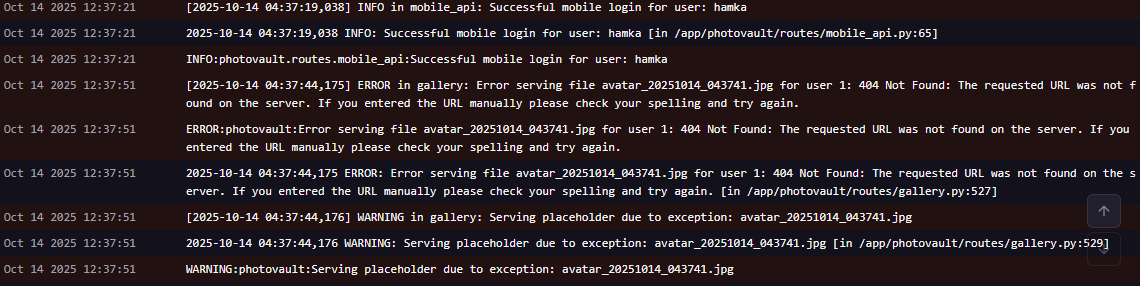 Oct 14 2025 12:37:21 [2025-10-14 04:37:19,038] INFO in mobile_api: Successful mobile login for user: hamka
Oct 14 2025 12:37:21 2025-10-14 04:37:19,038 INFO: Successful mobile login for user: hamka [in /app/photovault/routes/mobile_api.py:65]
Oct 14 2025 12:37:21 INFO:photovault.routes.mobile_api:Successful mobile login for user: hamka
Oct 14 2025 12:37:51 [2025-10-14 04:37:44,175] ERROR in gallery: Error serving file avatar_20251014_043741.jpg for user 1: 404 Not Found: The requested URL was not f
ound on the server. If you entered the URL manually please check your spelling and try again.
Oct 14 2025 12:37:51 ERROR:photovault:Error serving file avatar_20251014_043741.jpg for user 1: 404 Not Found: The requested URL was not found on the server. If you
entered the URL manually please check your spelling and try again.
Oct 14 2025 12:37:51 2025-10-14 04:37:44,175 ERROR: Error serving file avatar_20251014_043741.jpg for user 1: 404 Not Found: The requested URL was not found on the s
erver. If you entered the URL manually please check your spelling and try again. [in /app/photovault/routes/gallery.py:527]
Oct 14 2025 12:37:51 [2025-10-14 04:37:44,176] WARNING in gallery: Serving placeholder due to exception: avatar_20251014_043741.jpg
Oct 14 2025 12:37:51 2025-10-14 04:37:44,176 WARNING: Serving placeholder due to exception: avatar_20251014_043741.jpg [in /app/photovault/routes/gallery.py:529]
Oct 14 2025 12:37:51 WARNING:photovault:Serving placeholder due to exception: avatar_20251014_043741.jpg